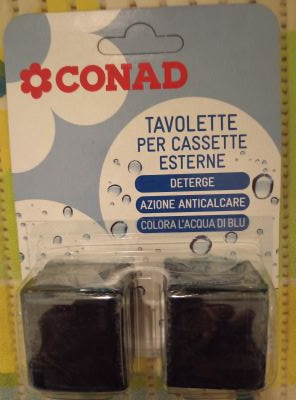 CONAD
TAVOLETTE
PER CASSETTE
ESTERNE
DETERGE
AZIONE ANTICALCARE
COLORA L'ACQUA DI BLU